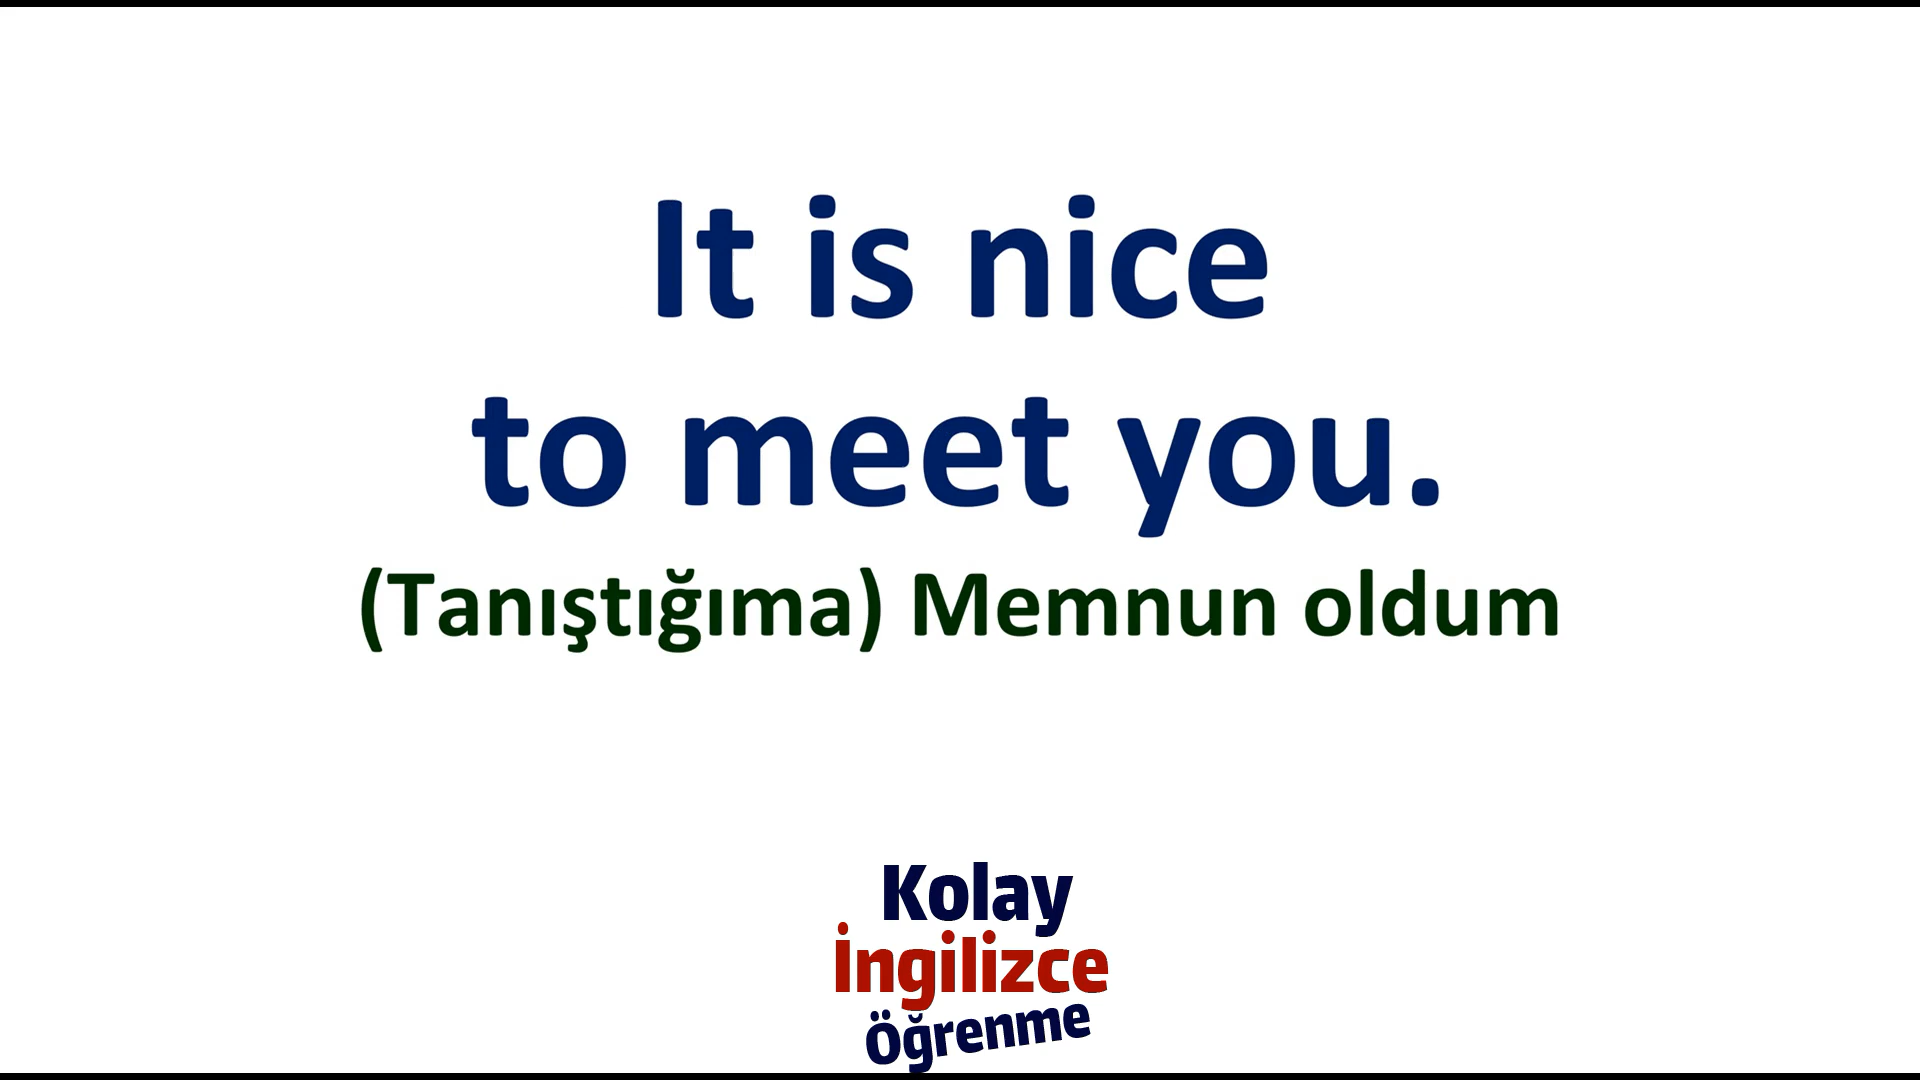 It is nice
to meet you.
(Tanıştığıma) Memnun oldum
Kolay
İngilizce
Öğrenme